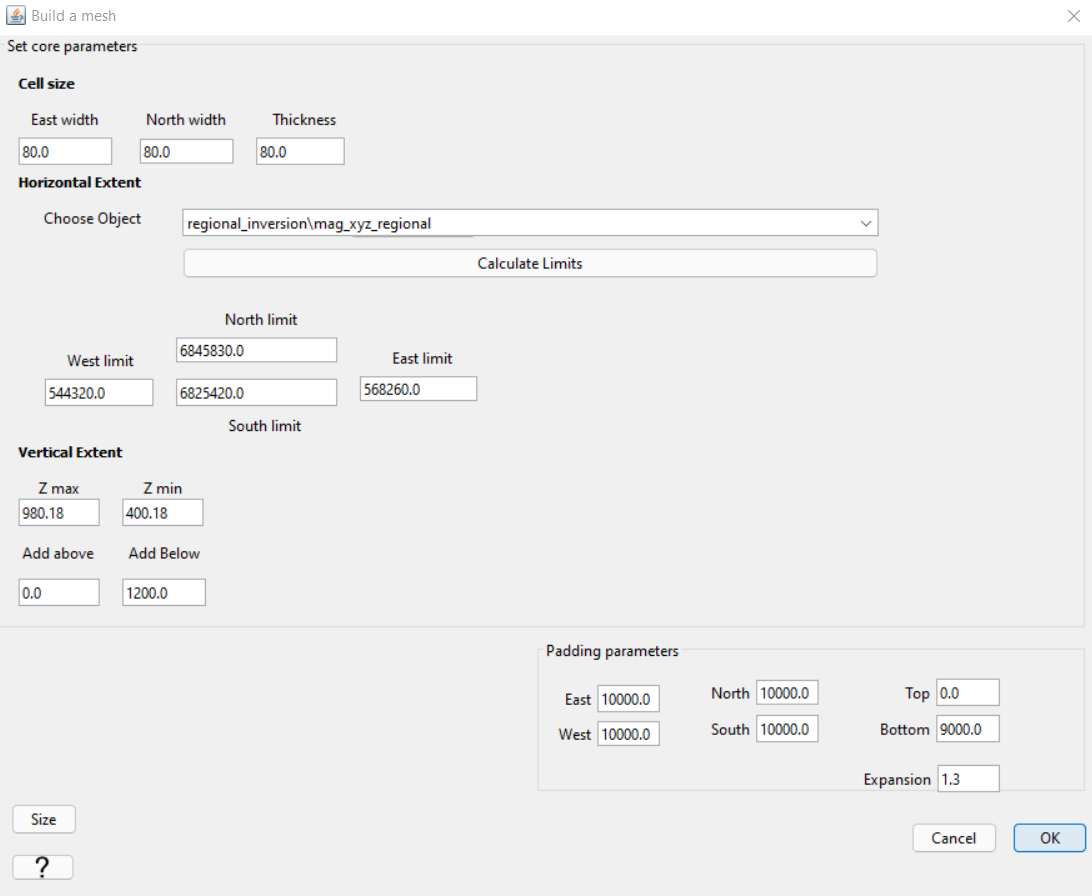 Build a mesh
Set core parameters
Cell size
East width North width Thickness
80.0 80.0 80.0
Horizontal Extent
Choose Object regional_inversion\mag_xyz_regional
Calculate Limits
North limit
6845830.0
West limit East limit
544320.0 6825420.0 568260.0
South limit
Vertical Extent
Z max Z min
980.18 400.18
Add above Add Below
0.0 1200.0
Padding parameters
East 10000.0 North 10000.0 Top 0.0
West 10000.0 South 10000.0 Bottom 9000.0
Expansion 1.3
Size
Cancel OK
?